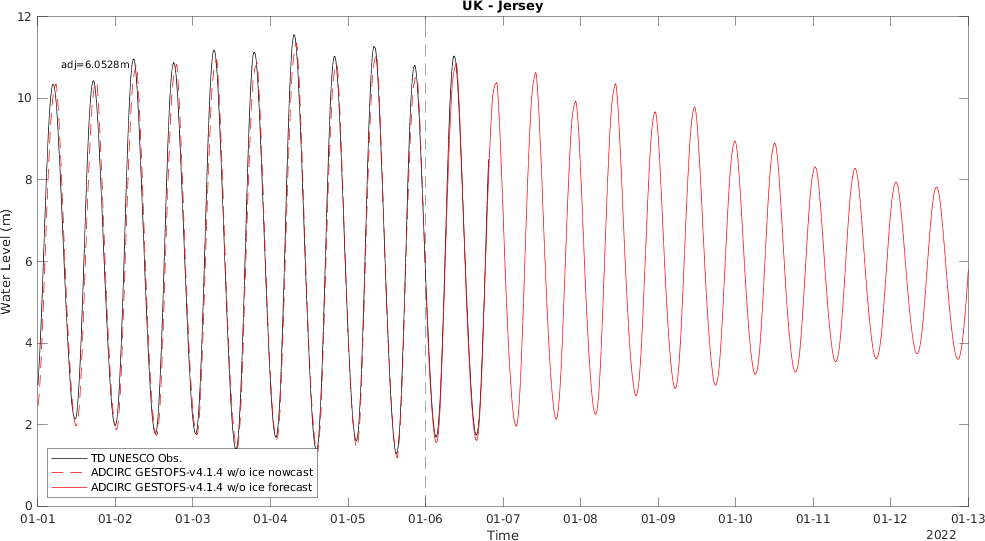 UK - Jersey
12
adj=6.0528m
10
8
6
4
2
0
Water Level (m)
TD UNESCO Obs.
ADCIRC GESTOFS-v4.1.4 w/o ice nowcast
ADCIRC GESTOFS-v4.1.4 w/o ice forecast
01-01 01-02 01-03 01-04 01-05 01-06 01-07 01-08 01-09 01-10 01-11 01-12 01-13
Time
2022